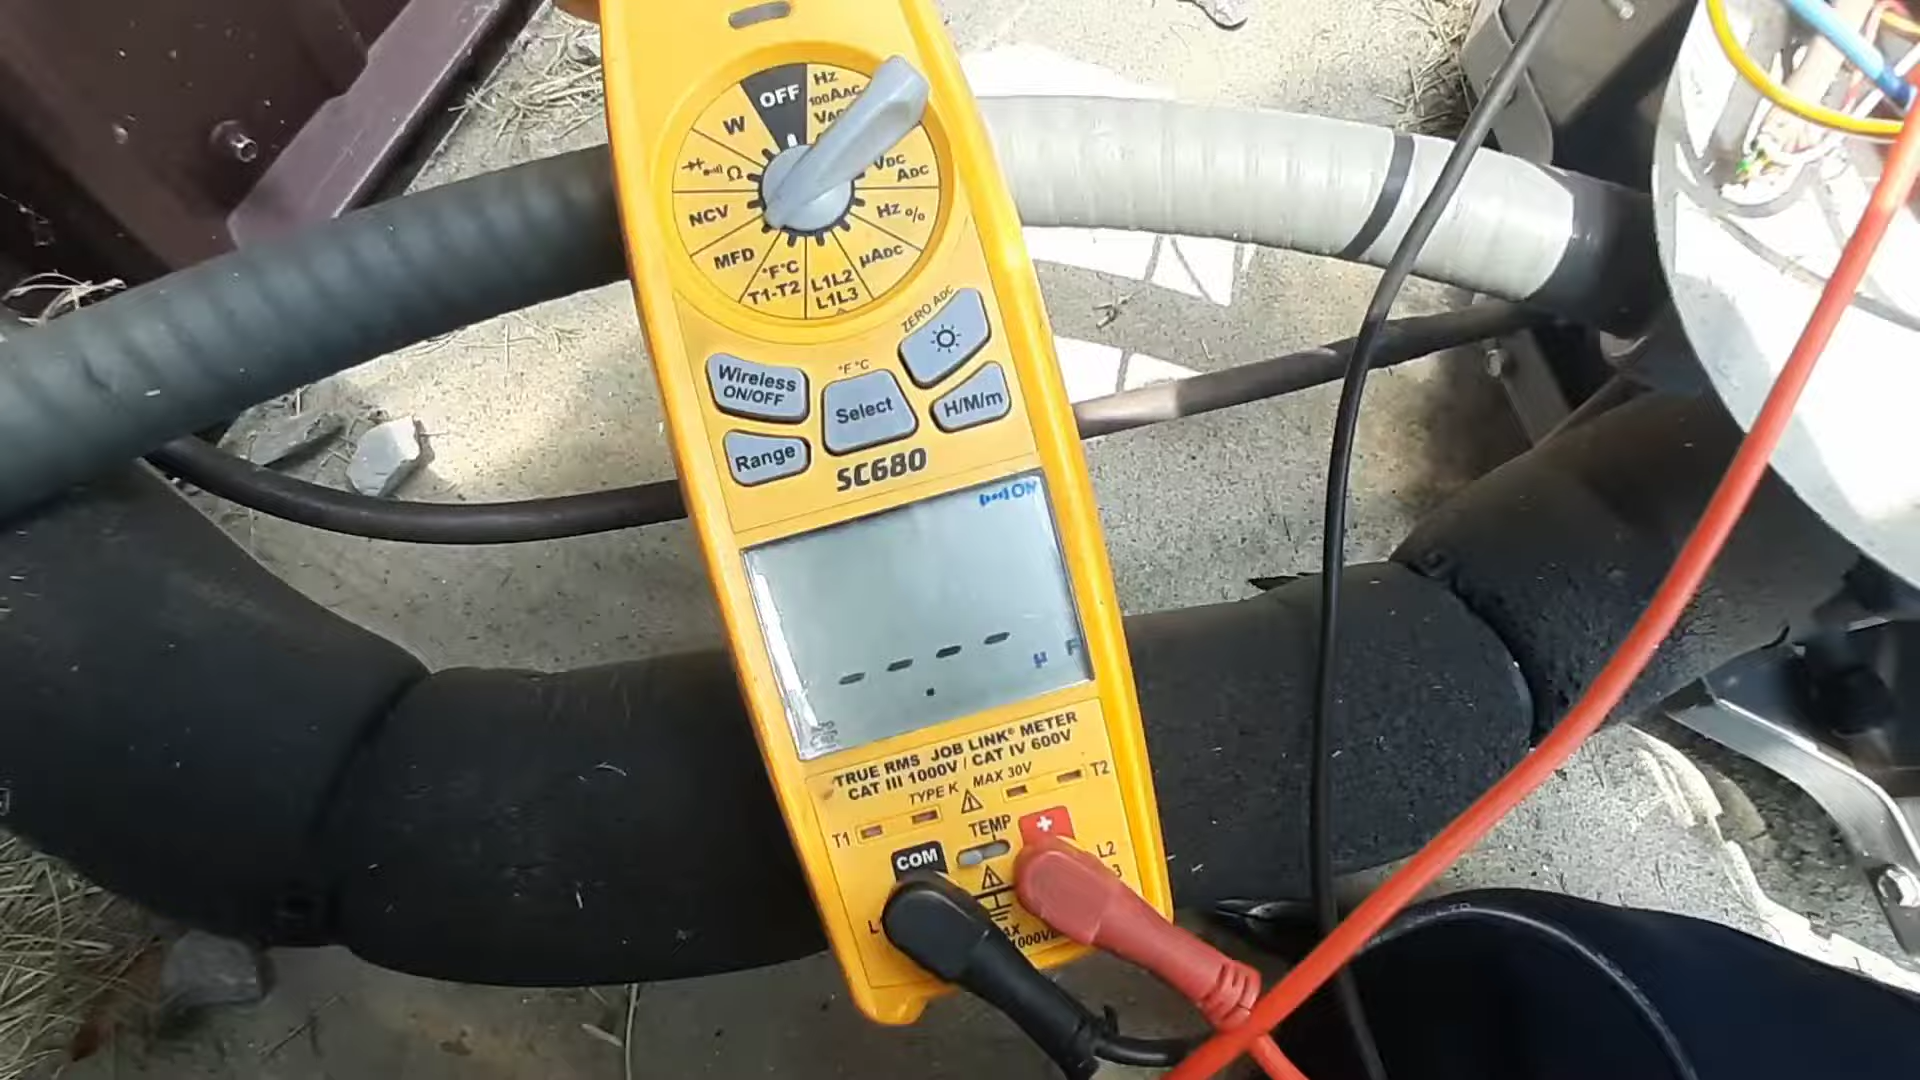 OFF
Hz
100AAC
W
Ω
VDC
ADC
NCV
Hz %
MFD
µADC
°F°C
T1-T2
L1L2
L1L3
ZERO ADC
Wireless
ON/OFF
°F°C
Select
H/M/m
Range
SC680
ON
- - - -
µ F
TRUE RMS JOB LINK® METER
CAT III 1000V / CAT IV 600V
TYPE K MAX 30V
T1
T2
TEMP
+
COM
L2